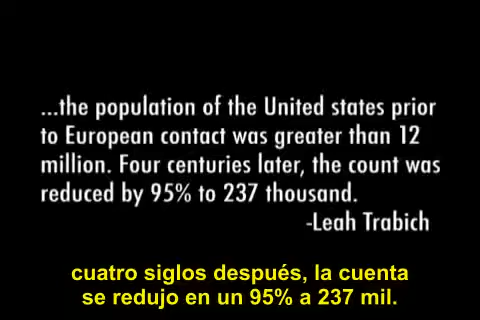 ...the population of the United states prior
to European contact was greater than 12
million. Four centuries later, the count was
reduced by 95% to 237 thousand.
-Leah Trabich
cuatro siglos después, la cuenta
se redujo en un 95% a 237 mil.